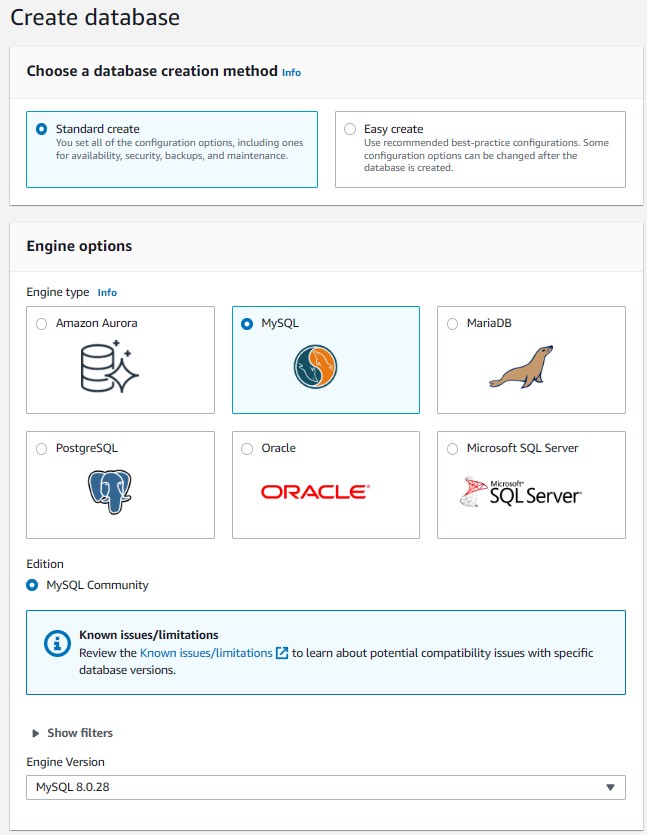 Create database
Choose a database creation method Info
Standard create
You set all of the configuration options, including ones
for availability, security, backups, and maintenance.
Easy create
Use recommended best-practice configurations. Some
configuration options can be changed after the
database is created.
Engine options
Engine type Info
Amazon Aurora
MySQL
MariaDB
PostgreSQL
Oracle
ORACLE®
Microsoft SQL Server
Microsoft®
SQL Server
Edition
MySQL Community
Known issues/limitations
Review the Known issues/limitations to learn about potential compatibility issues with specific
database versions.
Show filters
Engine Version
MySQL 8.0.28